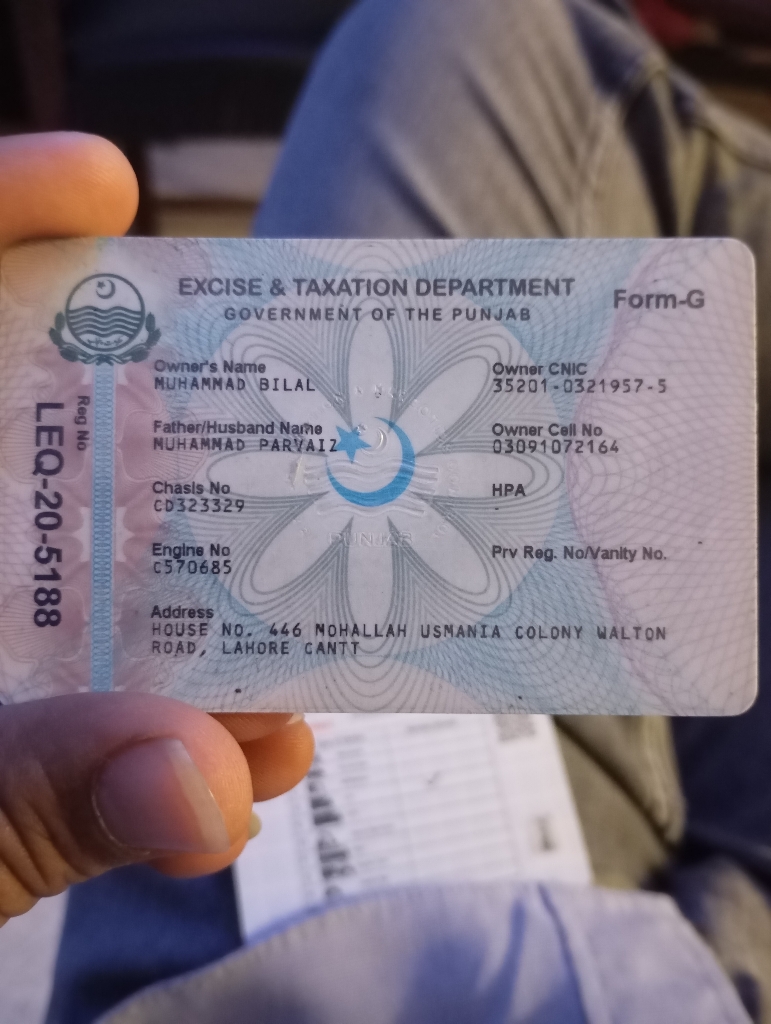 EXCISE & TAXATION DEPARTMENT
GOVERNMENT OF THE PUNJAB
Form-G
Reg No
LEQ-20-5188
Owner's Name
MUHAMMAD BILAL
Owner CNIC
35201-0321957-5
Father/Husband Name
MUHAMMAD PARVAIZ
Owner Cell No
03091072164
Chasis No
CD323329
HPA
-
Engine No
C570685
Prv Reg. No/Vanity No.
Address
HOUSE NO. 446 MOHALLAH USMANIA COLONY WALTON
ROAD, LAHORE CANTT
PUNJAB